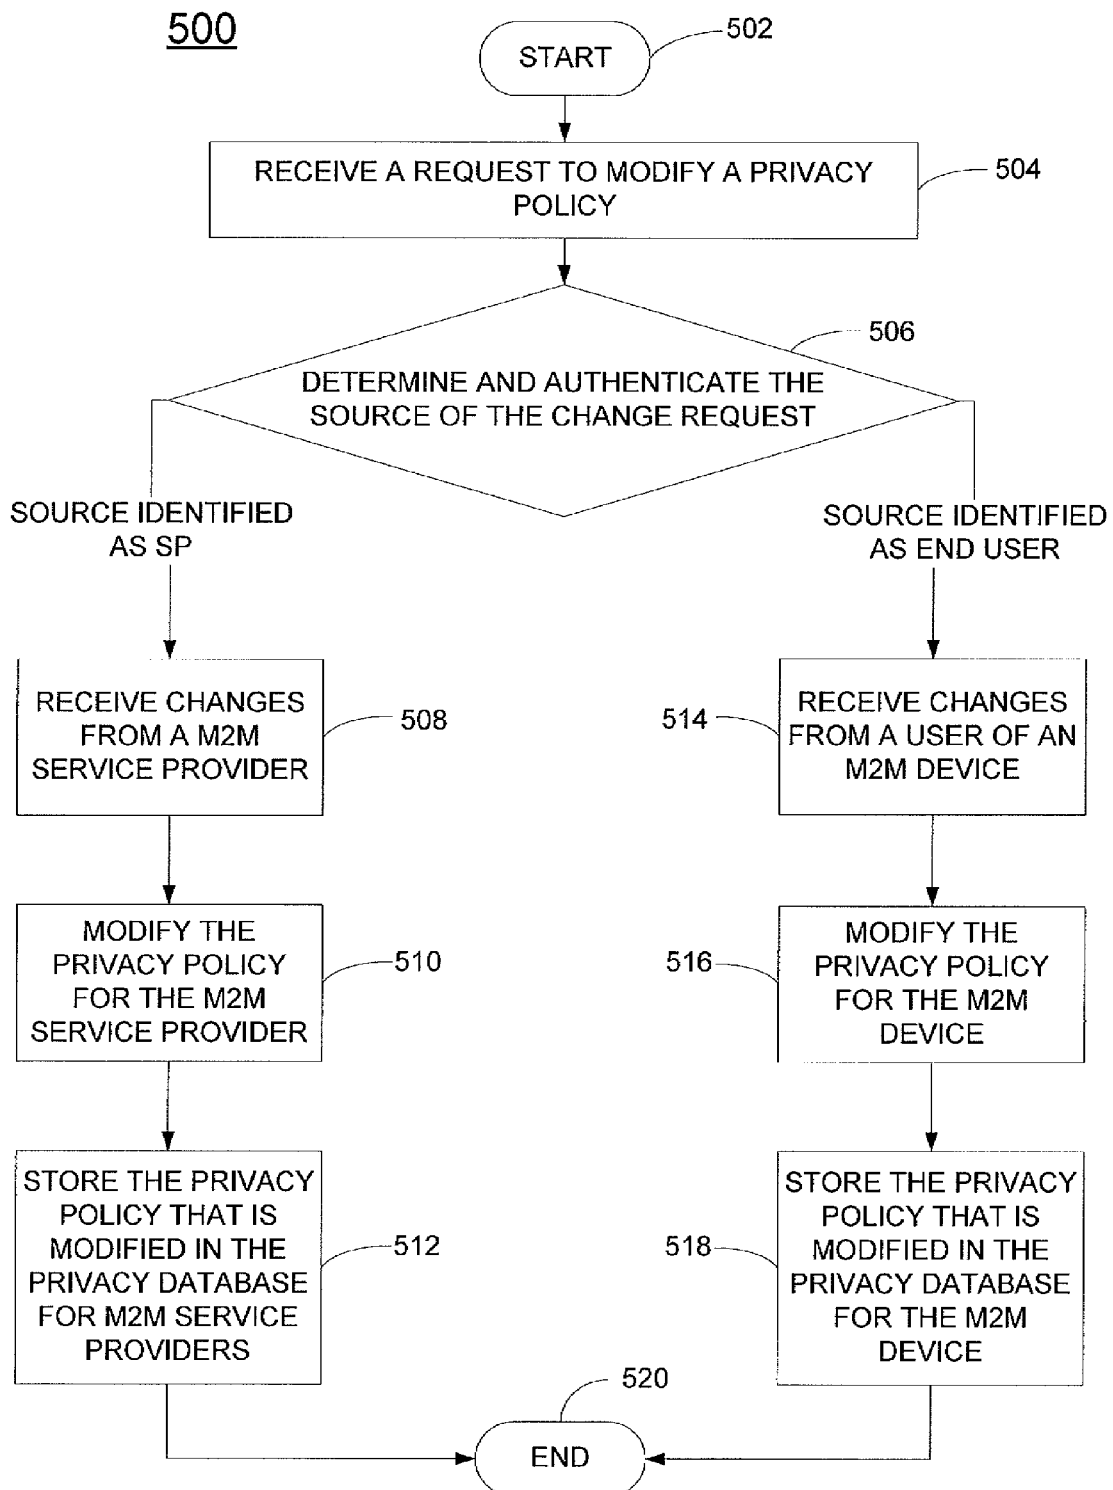 500
START
502
RECEIVE A REQUEST TO MODIFY A PRIVACY
POLICY
504
506
DETERMINE AND AUTHENTICATE THE
SOURCE OF THE CHANGE REQUEST
SOURCE IDENTIFIED
AS SP
SOURCE IDENTIFIED
AS END USER
RECEIVE CHANGES
FROM A M2M
SERVICE PROVIDER
508
514
RECEIVE CHANGES
FROM A USER OF AN
M2M DEVICE
MODIFY THE
PRIVACY POLICY
FOR THE M2M
SERVICE PROVIDER
510
516
MODIFY THE
PRIVACY POLICY
FOR THE M2M
DEVICE
STORE THE PRIVACY
POLICY THAT IS
MODIFIED IN THE
PRIVACY DATABASE
FOR M2M SERVICE
PROVIDERS
512
518
STORE THE PRIVACY
POLICY THAT IS
MODIFIED IN THE
PRIVACY DATABASE
FOR THE M2M
DEVICE
520
END